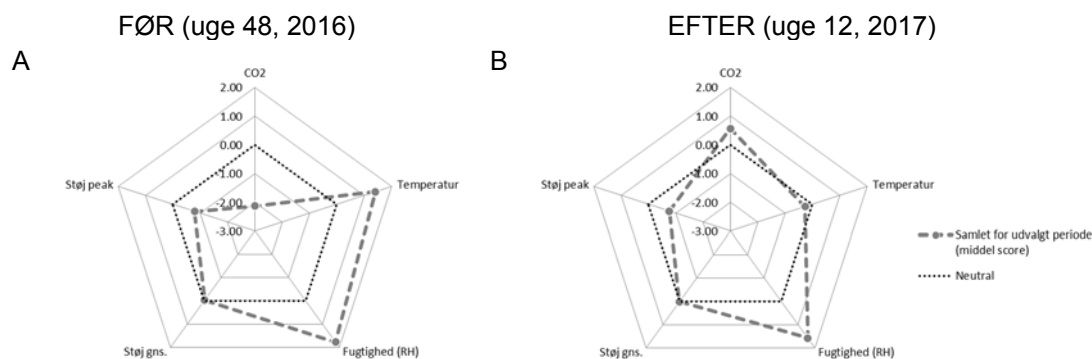 FØR (uge 48, 2016)
EFTER (uge 12, 2017)
A
CO2
2.00
1.00
0.00
-1.00
-2.00
-3.00
Støj peak
Temperatur
Støj gns.
Fugtighed (RH)
B
CO2
2.00
1.00
0.00
-1.00
-2.00
-3.00
Støj peak
Temperatur
Støj gns.
Fugtighed (RH)
Samlet for udvalgt periode
(middel score)
Neutral